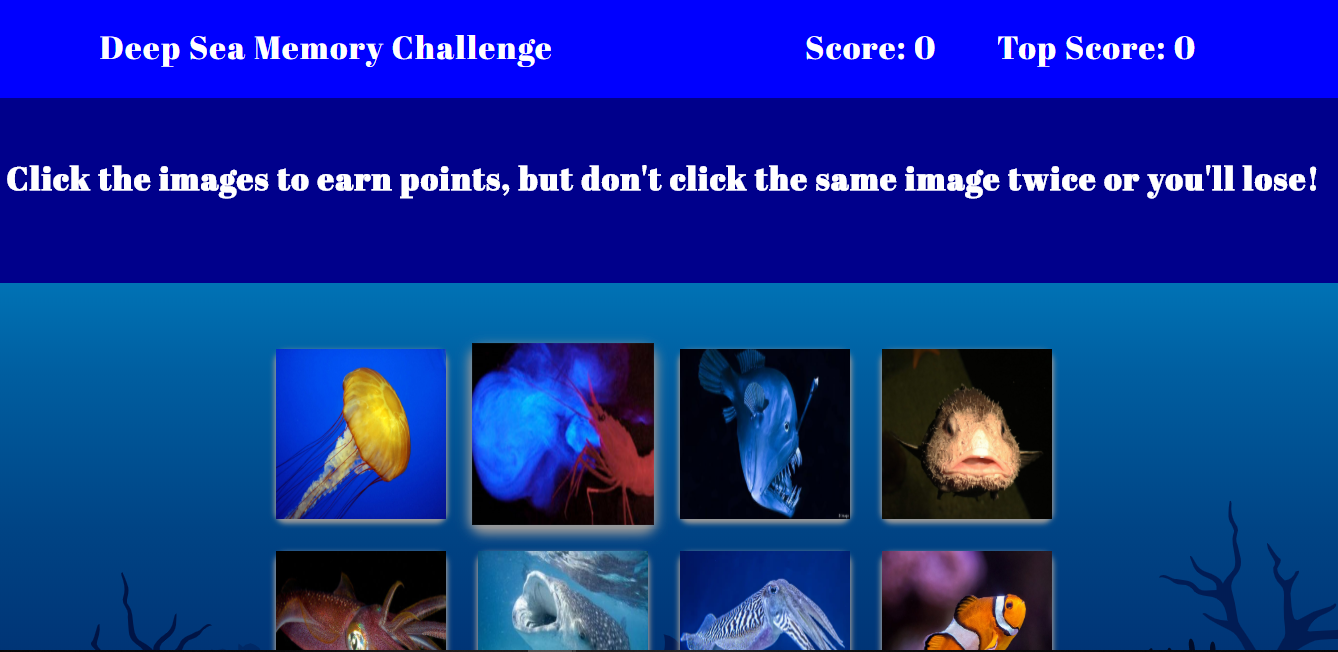 Deep Sea Memory Challenge
Score: 0
Top Score: 0
Click the images to earn points, but don't click the same image twice or you'll lose!